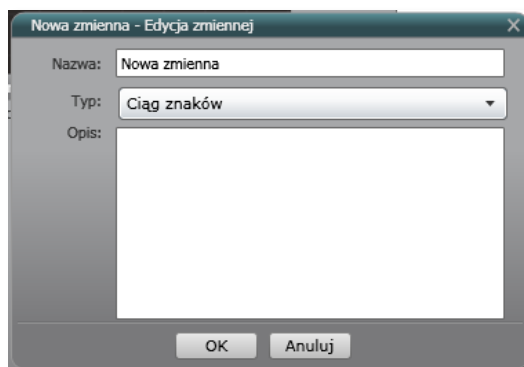 Nowa zmienna - Edycja zmiennej
Nazwa: Nowa zmienna
Typ: Ciąg znaków
Opis:
OK Anuluj